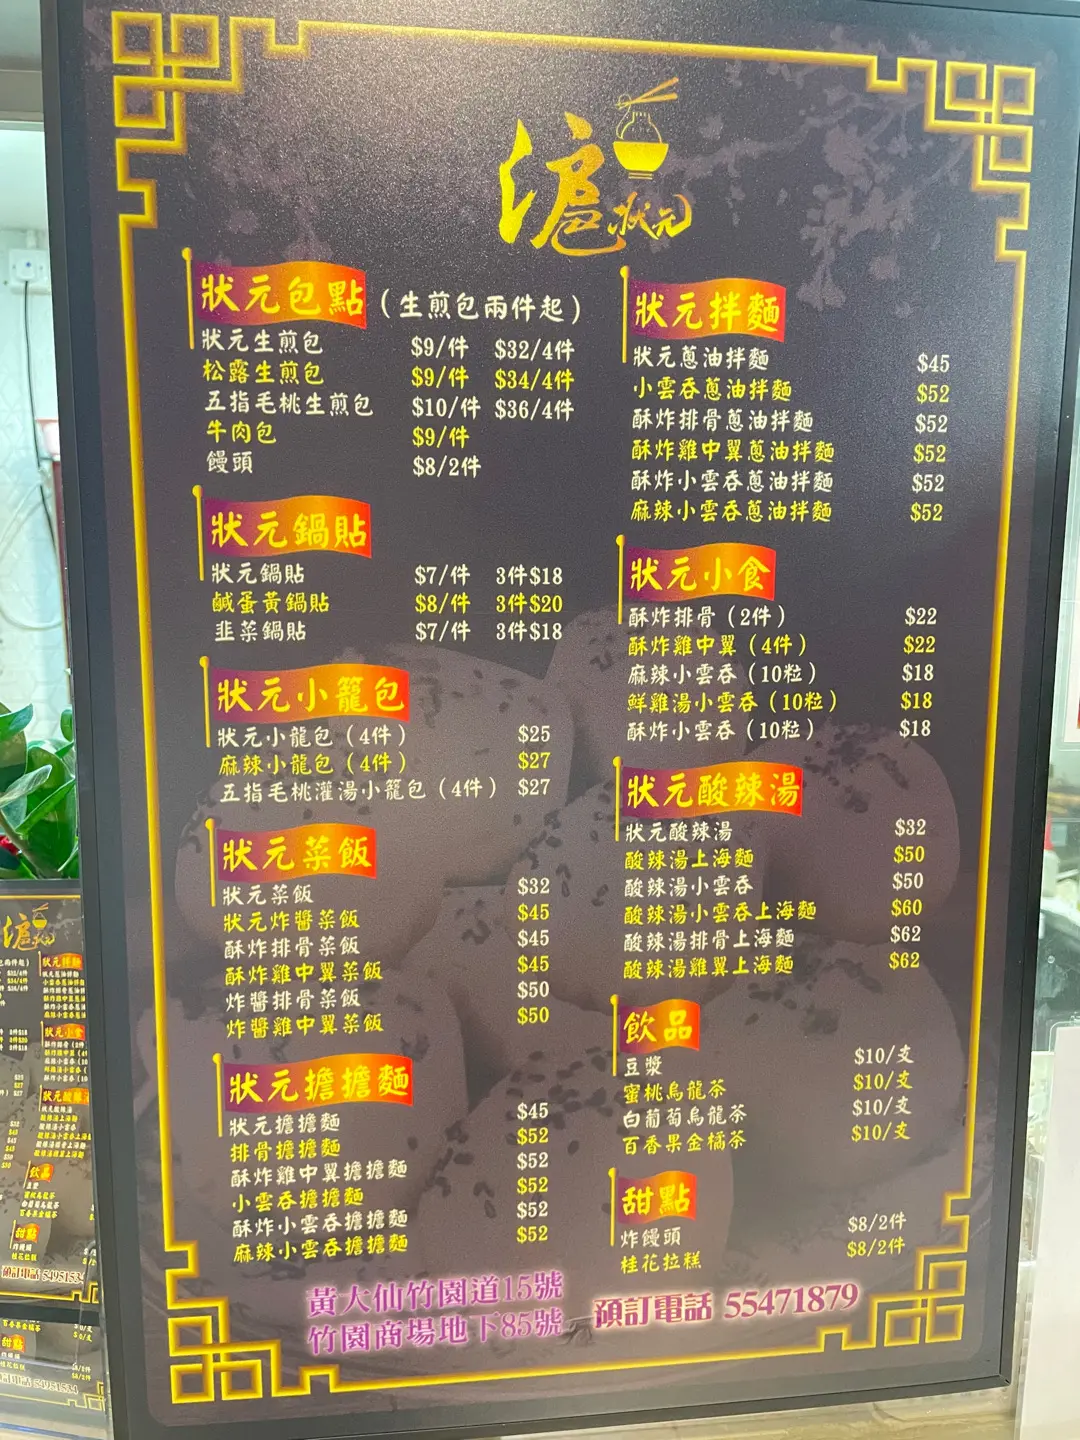 滬狀元
狀元包點（生煎包兩件起）
狀元生煎包 $9/件 $32/4件
松露生煎包 $9/件 $34/4件
五指毛桃生煎包 $10/件 $36/4件
牛肉包 $9/件
饅頭 $8/2件
狀元鍋貼
狀元鍋貼 $7/件 3件$18
鹹蛋黃鍋貼 $8/件 3件$20
韭菜鍋貼 $7/件 3件$18
狀元小籠包
狀元小龍包（4件） $25
麻辣小龍包（4件） $27
五指毛桃灌湯小籠包（4件） $27
狀元菜飯
狀元菜飯 $32
狀元炸醬菜飯 $45
酥炸排骨菜飯 $45
酥炸雞中翼菜飯 $45
炸醬排骨菜飯 $50
炸醬雞中翼菜飯 $50
狀元擔擔麵
狀元擔擔麵 $45
排骨擔擔麵 $52
酥炸雞中翼擔擔麵 $52
小雲吞擔擔麵 $52
酥炸小雲吞擔擔麵 $52
麻辣小雲吞擔擔麵 $52
狀元拌麵
狀元蔥油拌麵 $45
小雲吞蔥油拌麵 $52
酥炸排骨蔥油拌麵 $52
酥炸雞中翼蔥油拌麵 $52
酥炸小雲吞蔥油拌麵 $52
麻辣小雲吞蔥油拌麵 $52
狀元小食
酥炸排骨（2件） $22
酥炸雞中翼（4件） $22
麻辣小雲吞（10粒） $18
鮮雞湯小雲吞（10粒） $18
酥炸小雲吞（10粒） $18
狀元酸辣湯
狀元酸辣湯 $32
酸辣湯上海麵 $50
酸辣湯小雲吞 $50
酸辣湯小雲吞上海麵 $60
酸辣湯排骨上海麵 $62
酸辣湯雞翼上海麵 $62
飲品
豆漿 $10/支
蜜桃烏龍茶 $10/支
白葡萄烏龍茶 $10/支
百香果金橘茶 $10/支
甜點
炸饅頭 $8/2件
桂花拉糕 $8/2件
黃大仙竹園道15號
竹園商場地下85號
預訂電話 55471879